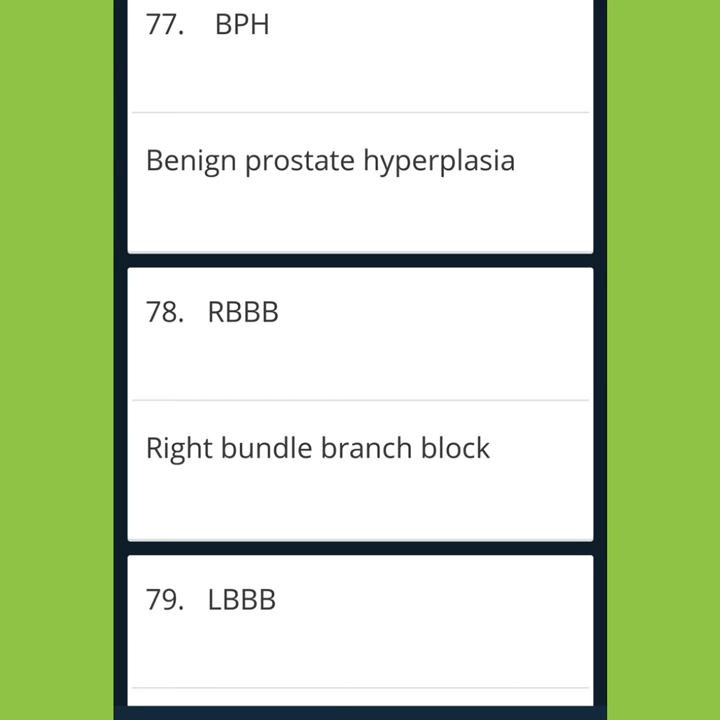 77. BPH
Benign prostate hyperplasia
78. RBBB
Right bundle branch block
79. LBBB